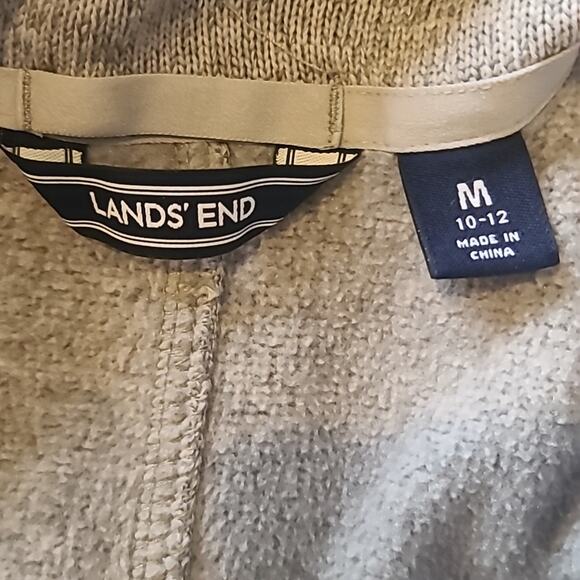 LANDS' END
M
10-12
MADE IN
CHINA